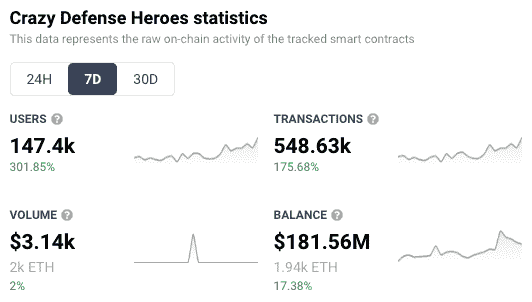 Crazy Defense Heroes statistics
This data represents the raw on-chain activity of the tracked smart contracts
24H 7D 30D
USERS ?
147.4k
301.85%
TRANSACTIONS ?
548.63k
175.68%
VOLUME ?
$3.14k
2k ETH
2%
BALANCE ?
$181.56M
1.94k ETH
17.38%